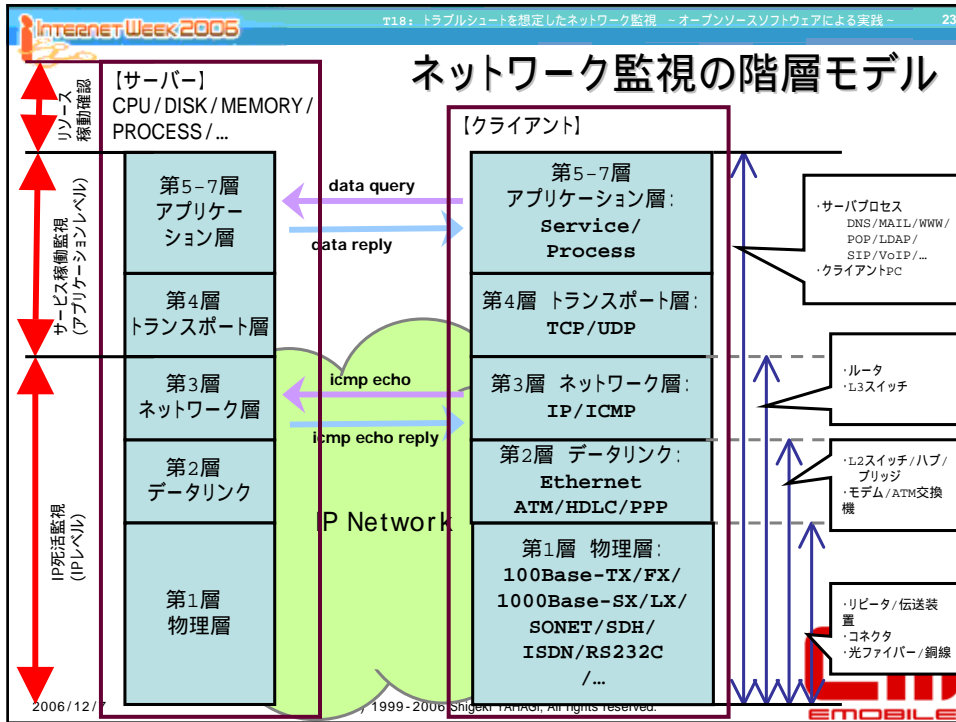 INTERNET WEEK 2006
T18: トラブルシュートを想定したネットワーク監視 ～オープンソースソフトウェアによる実践～
23
ネットワーク監視の階層モデル
リソース
稼動確認
サービス稼働監視
(アプリケーションレベル)
IP死活監視
(IPレベル)
【サーバー】
CPU/DISK/MEMORY/
PROCESS/…
第5-7層
アプリケー
ション層
第4層
トランスポート層
第3層
ネットワーク層
第2層
データリンク
第1層
物理層
data query
data reply
icmp echo
icmp echo reply
IP Network
【クライアント】
第5-7層
アプリケーション層:
Service/
Process
第4層 トランスポート層:
TCP/UDP
第3層 ネットワーク層:
IP/ICMP
第2層 データリンク:
Ethernet
ATM/HDLC/PPP
第1層 物理層:
100Base-TX/FX/
1000Base-SX/LX/
SONET/SDH/
ISDN/RS232C
/…
・サーバプロセス
DNS/MAIL/WWW/
POP/LDAP/
SIP/VoIP/…
・クライアントPC
・ルータ
・L3スイッチ
・L2スイッチ/ハブ/
ブリッジ
・モデム/ATM交換
機
・リピータ/伝送装
置
・コネクタ
・光ファイバー/銅線
2006/12/7
1999-2006 Shigeki YAHAGI, All rights reserved.
EMOBILE